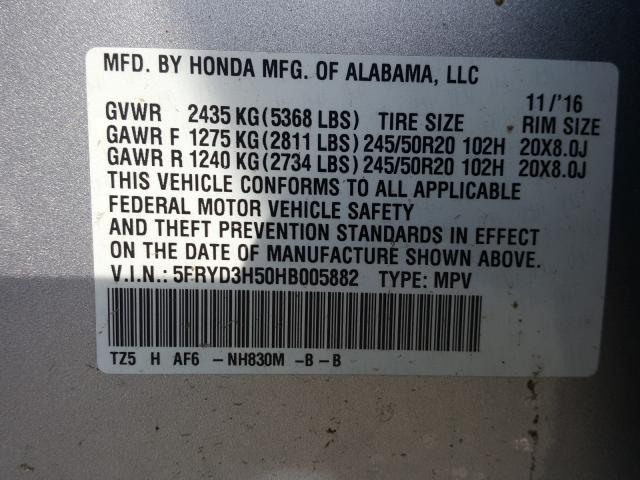 MFD. BY HONDA MFG. OF ALABAMA, LLC
11/'16
GVWR 2435 KG (5368 LBS) TIRE SIZE RIM SIZE
GAWR F 1275 KG (2811 LBS) 245/50R20 102H 20X8.0J
GAWR R 1240 KG (2734 LBS) 245/50R20 102H 20X8.0J
THIS VEHICLE CONFORMS TO ALL APPLICABLE
FEDERAL MOTOR VEHICLE SAFETY
AND THEFT PREVENTION STANDARDS IN EFFECT
ON THE DATE OF MANUFACTURE SHOWN ABOVE.
V.I.N.: 5FRYD3H50HB005882 TYPE: MPV
TZ5 H AF6 -NH830M -B-B